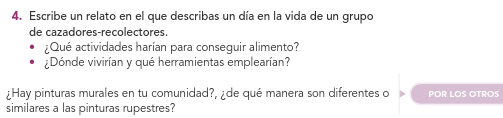 4. Escribe un relato en el que describas un día en la vida de un grupo
de cazadores-recolectores.
• ¿Qué actividades harían para conseguir alimento?
• ¿Dónde vivirían y qué herramientas emplearían?
¿Hay pinturas murales en tu comunidad?, ¿de qué manera son diferentes o
similares a las pinturas rupestres?
POR LOS OTROS